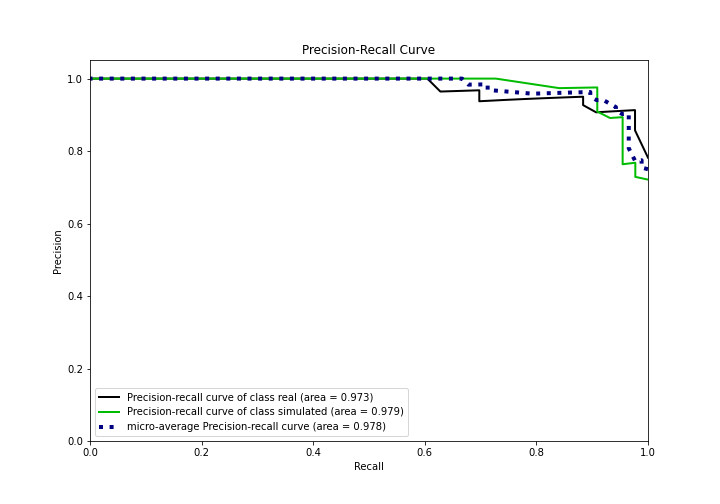 Precision-Recall Curve
1.0
0.8
0.6
0.4
0.2
0.0
Precision
Precision-recall curve of class real (area = 0.973)
Precision-recall curve of class simulated (area = 0.979)
micro-average Precision-recall curve (area = 0.978)
0.0 0.2 0.4 0.6 0.8 1.0
Recall